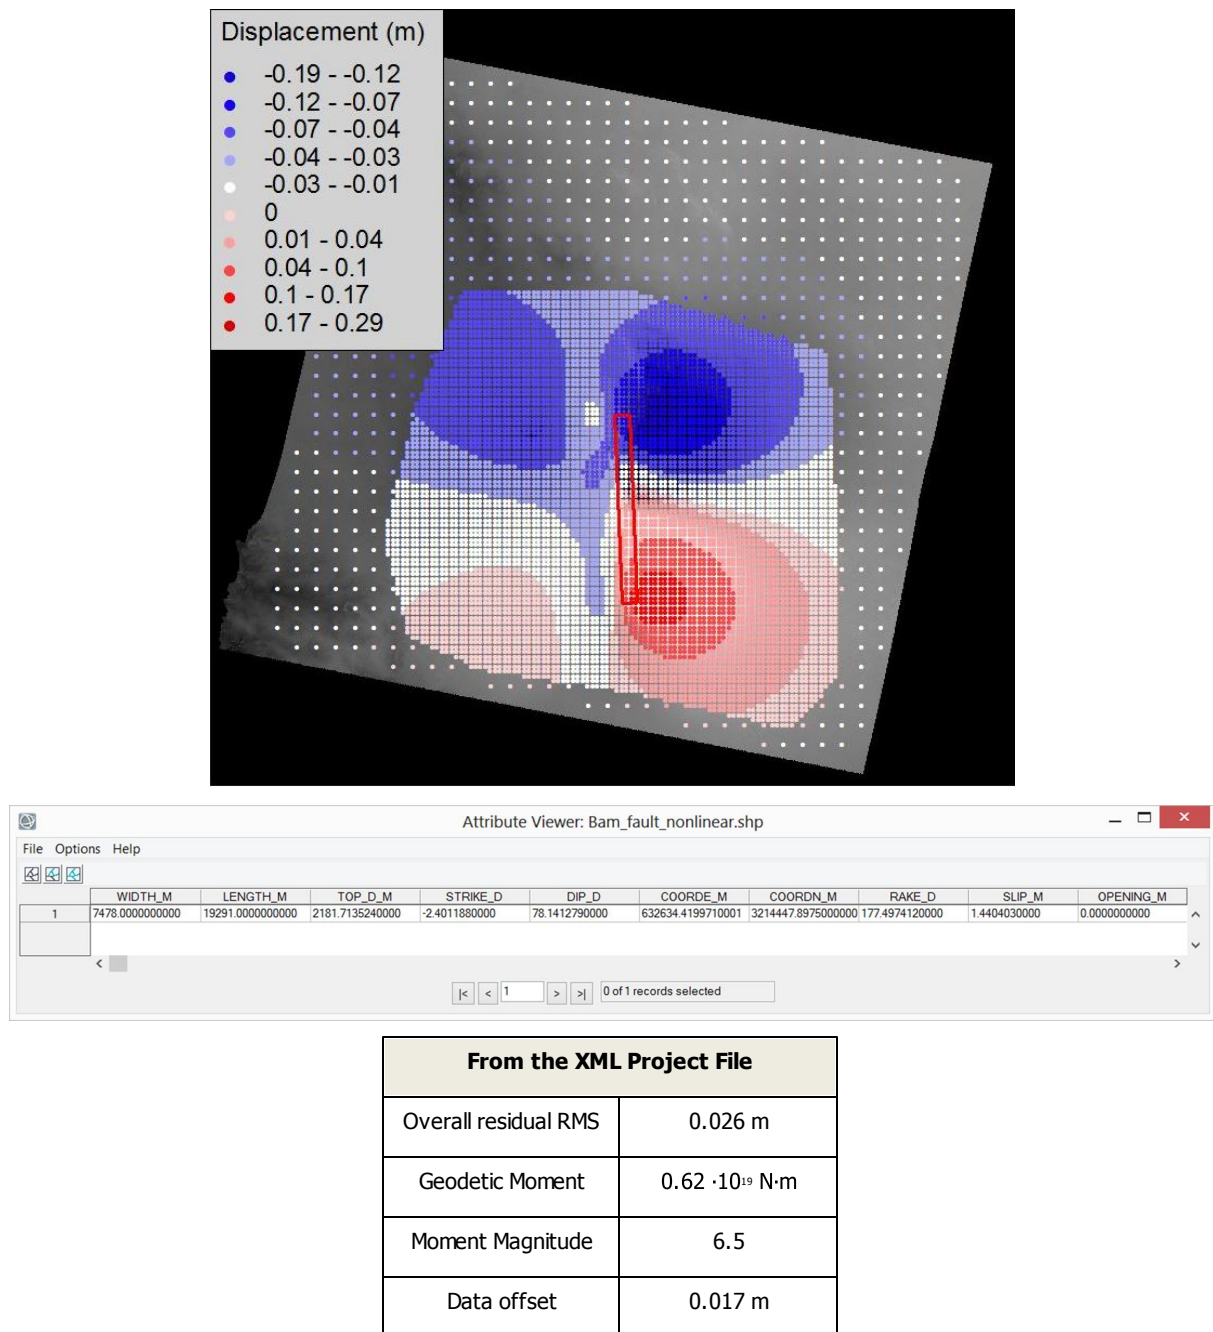 Displacement (m)
-0.19 - -0.12
-0.12 - -0.07
-0.07 - -0.04
-0.04 - -0.03
-0.03 - -0.01
0
0.01 - 0.04
0.04 - 0.1
0.1 - 0.17
0.17 - 0.29
Attribute Viewer: Bam_fault_nonlinear.shp
File Options Help
WIDTH_M LENGTH_M TOP_D_M STRIKE_D DIP_D COORDE_M COORDN_M RAKE_D SLIP_M OPENING_M
1 7478.0000000000 19291.0000000000 2181.7135240000 -2.4011880000 78.1412790000 632634.4199710001 3214447.8975000000 177.4974120000 1.4404030000 0.0000000000
|< < 1 > >| 0 of 1 records selected
From the XML Project File
Overall residual RMS 0.026 m
Geodetic Moment 0.62 ·10¹⁹ N·m
Moment Magnitude 6.5
Data offset 0.017 m